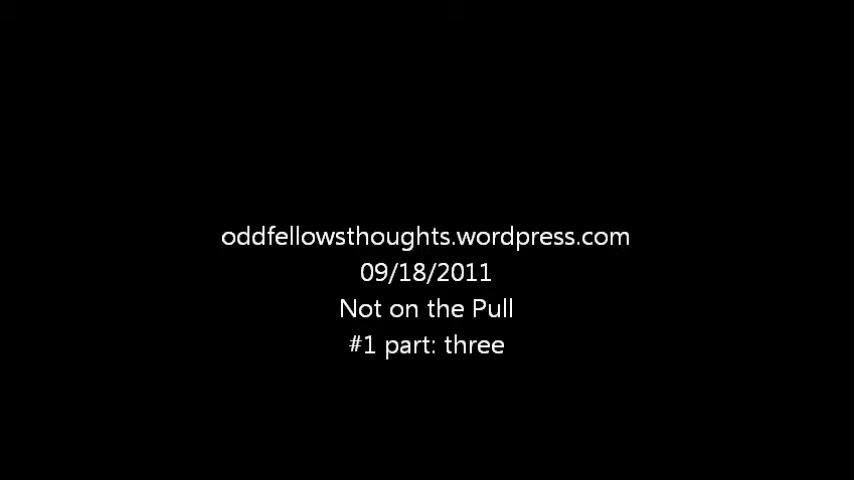 oddfellowsthoughts.wordpress.com
09/18/2011
Not on the Pull
#1 part: three